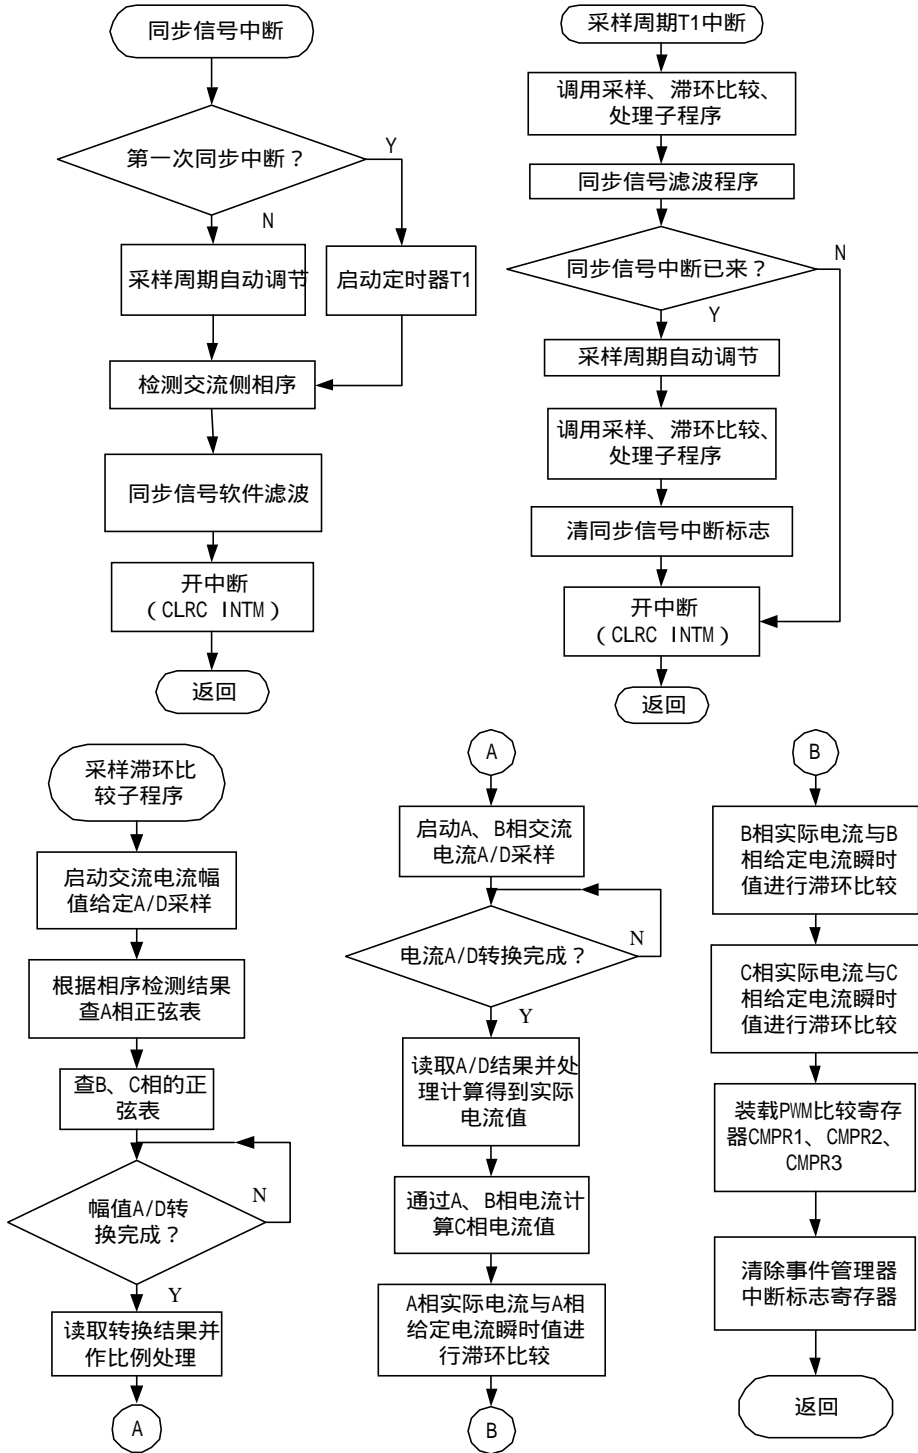 同步信号中断
第一次同步中断？
Y
N
采样周期自动调节
启动定时器T1
检测交流侧相序
同步信号软件滤波
开中断
（CLRC INTM）
返回
采样周期T1中断
调用采样、滞环比较、
处理子程序
同步信号滤波程序
同步信号中断已来？
N
Y
采样周期自动调节
调用采样、滞环比较、
处理子程序
清同步信号中断标志
开中断
（CLRC INTM）
返回
采样滞环比
较子程序
启动交流电流幅
值给定A/D采样
根据相序检测结果
查A相正弦表
查B、C相的正
弦表
幅值A/D转
换完成？
N
Y
读取转换结果并
作比例处理
A
A
启动A、B相交流
电流A/D采样
电流A/D转换完成？
N
Y
读取A/D结果并处
理计算得到实际
电流值
通过A、B相电流计
算C相电流值
A相实际电流与A相
给定电流瞬时值进
行滞环比较
B
B
B相实际电流与B
相给定电流瞬时
值进行滞环比较
C相实际电流与C
相给定电流瞬时
值进行滞环比较
装载PWM比较寄存
器CMPR1、CMPR2、
CMPR3
清除事件管理器
中断标志寄存器
返回